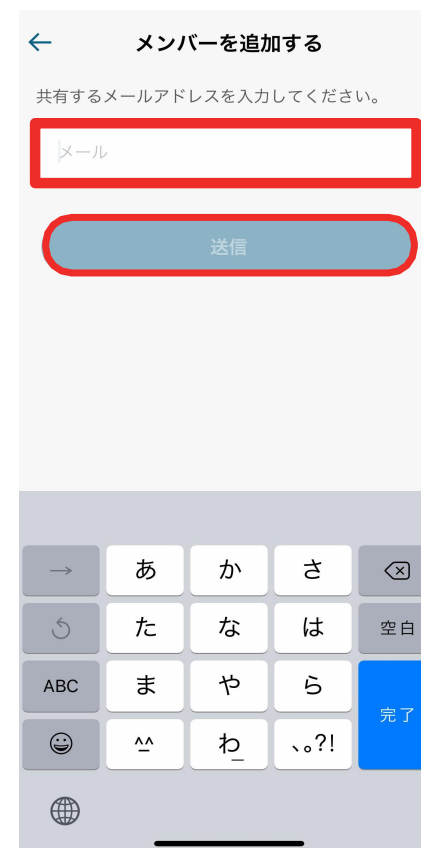 メンバーを追加する
共有するメールアドレスを入力してください。
メール
送信
あ か さ
た な は 空白
ABC ま や ら
完了
^^ わ_ 、。?!